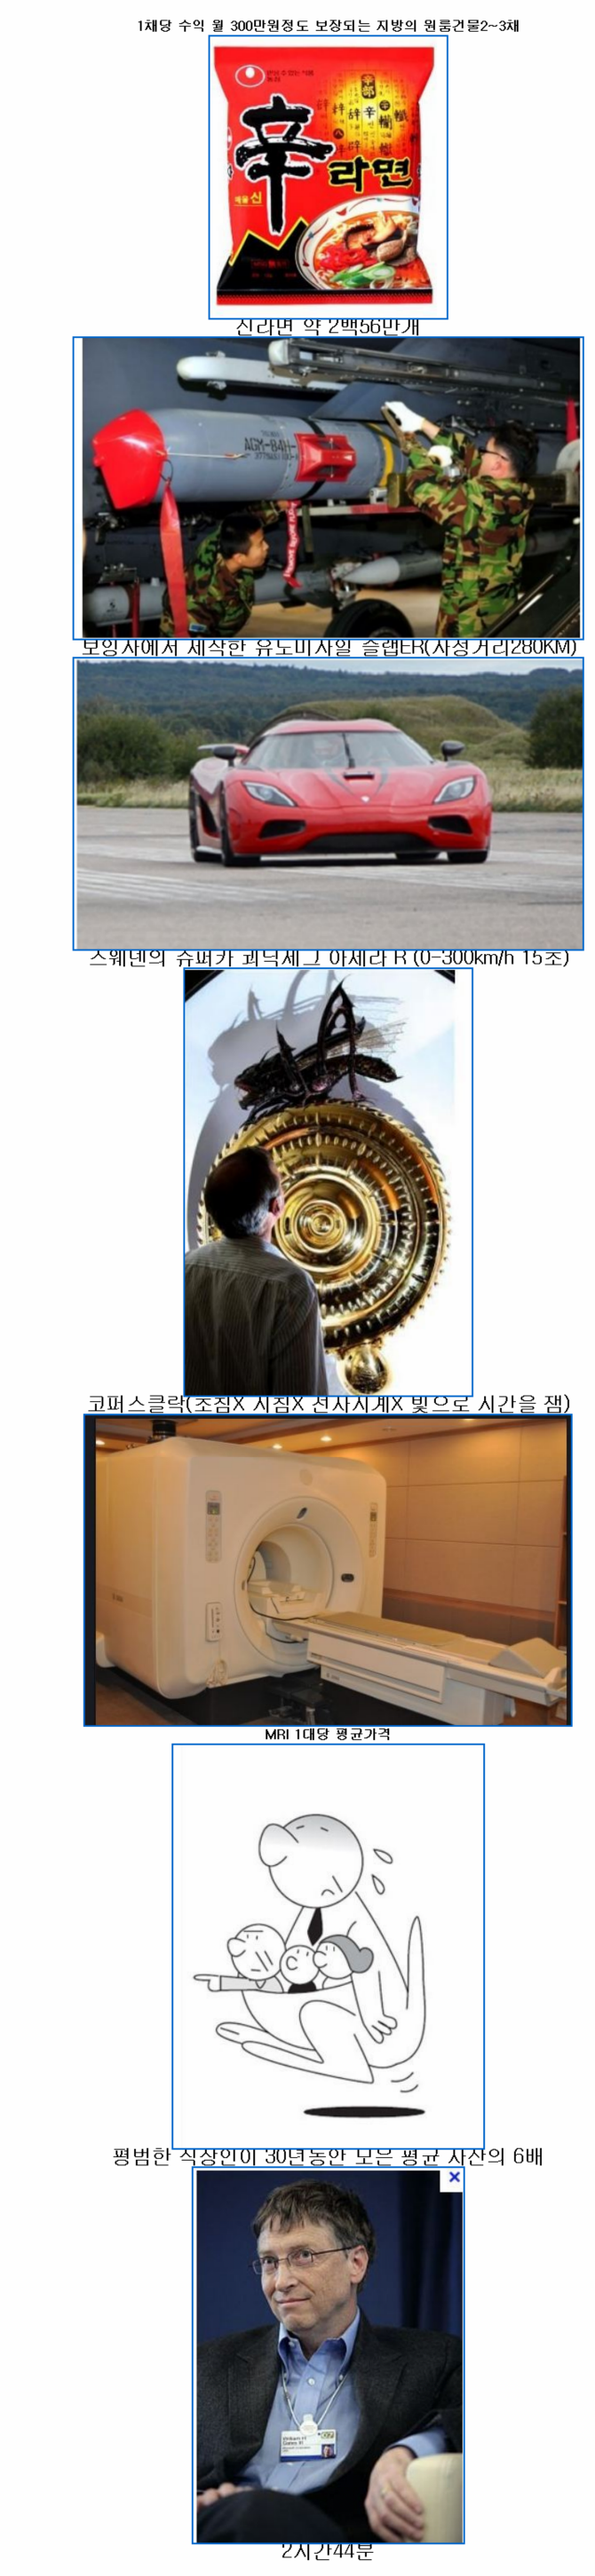 1채당 수익 월 300만원정도 보장되는 지방의 원룸건물2~3채
농심
辛
라면
매울 신
신라면 약 2백56만개
AGM-84H-
보잉사에서 제작한 유도미사일 슬램ER(사정거리280KM)
스웨덴의 슈퍼카 쾨닉세그 아제라 R (0-300km/h 15초)
코퍼스클락(초침X 시침X 전자시계X 빛으로 시간을 잼)
MRI 1대당 평균가격
평범한 직장인이 30년동안 모은 평균 자산의 6배
William H
Gates III
2시간44분